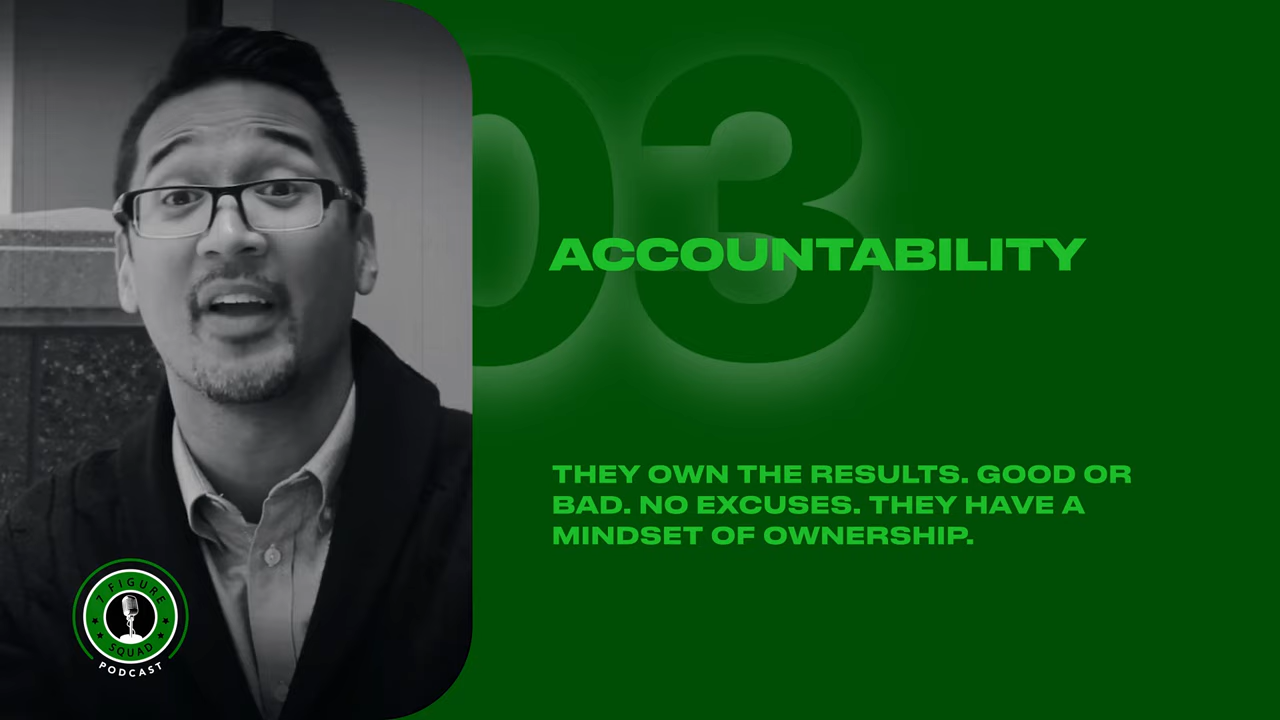 03
ACCOUNTABILITY
THEY OWN THE RESULTS. GOOD OR
BAD. NO EXCUSES. THEY HAVE A
MINDSET OF OWNERSHIP.
7 FIGURE
SQUAD
PODCAST